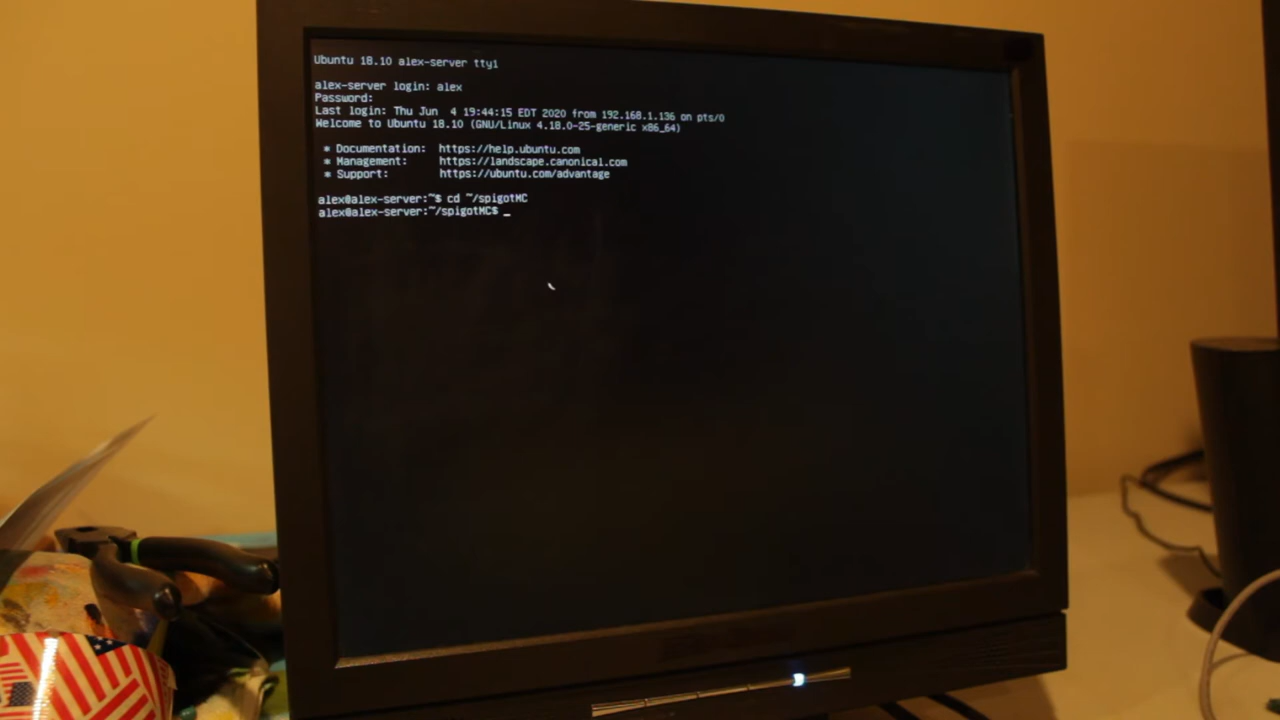 Ubuntu 18.10 alex-server tty1
alex-server login: alex
Password:
Last login: Thu Jun  4 19:44:15 EDT 2020 from 192.168.1.136 on pts/0
Welcome to Ubuntu 18.10 (GNU/Linux 4.18.0-25-generic x86_64)
* Documentation:  https://help.ubuntu.com
* Management:     https://landscape.canonical.com
* Support:        https://ubuntu.com/advantage
alex@alex-server:~$ cd ~/spigotMC
alex@alex-server:~/spigotMC$ _